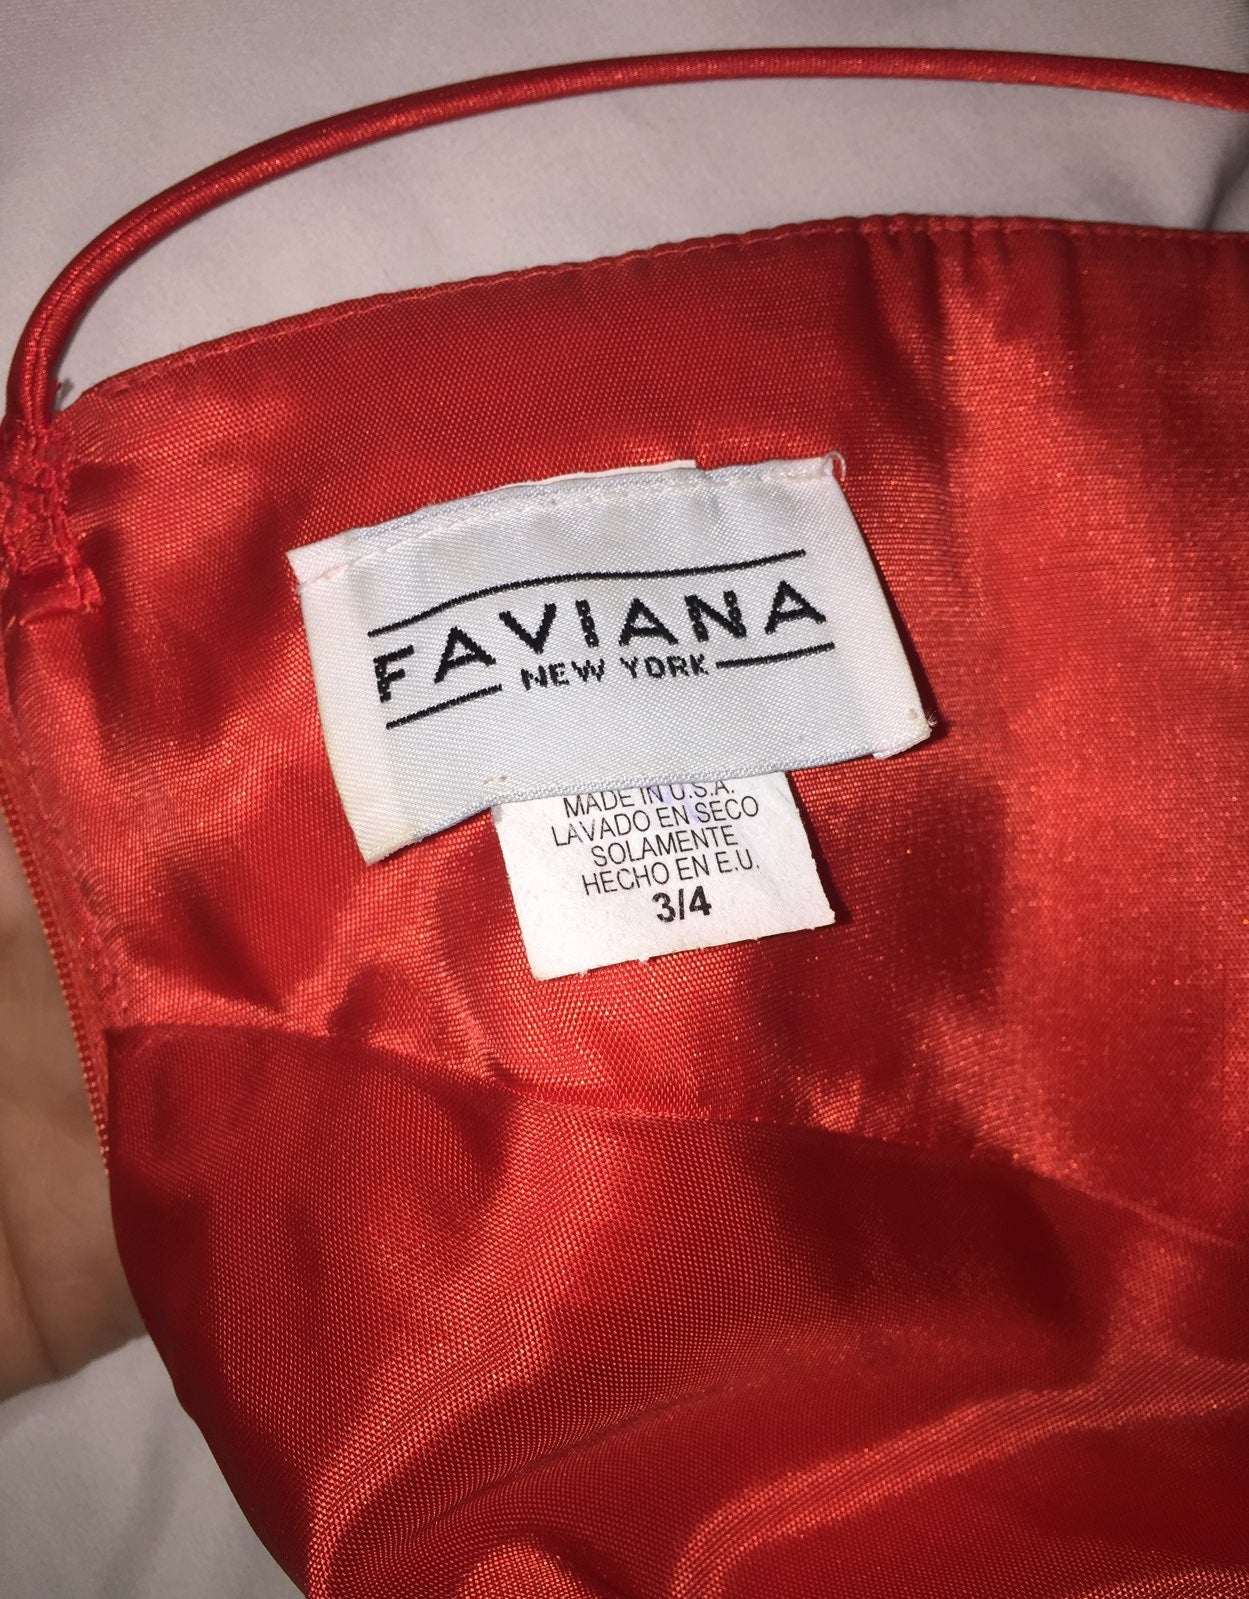 FAVIANA
NEW YORK
MADE IN U.S.A.
LAVADO EN SECO
SOLAMENTE
HECHO EN E.U.
3/4